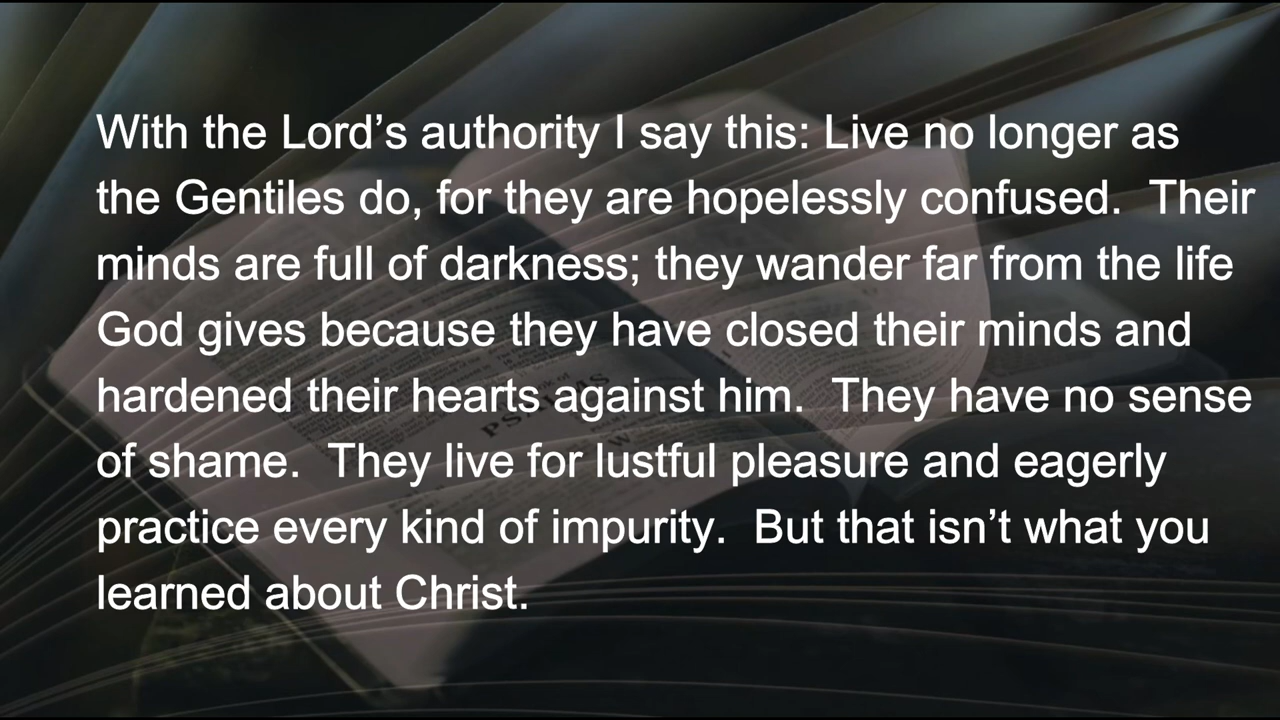 With the Lord’s authority I say this: Live no longer as
the Gentiles do, for they are hopelessly confused.  Their
minds are full of darkness; they wander far from the life
God gives because they have closed their minds and
hardened their hearts against him.  They have no sense
of shame.  They live for lustful pleasure and eagerly
practice every kind of impurity.  But that isn’t what you
learned about Christ.
PSALMS